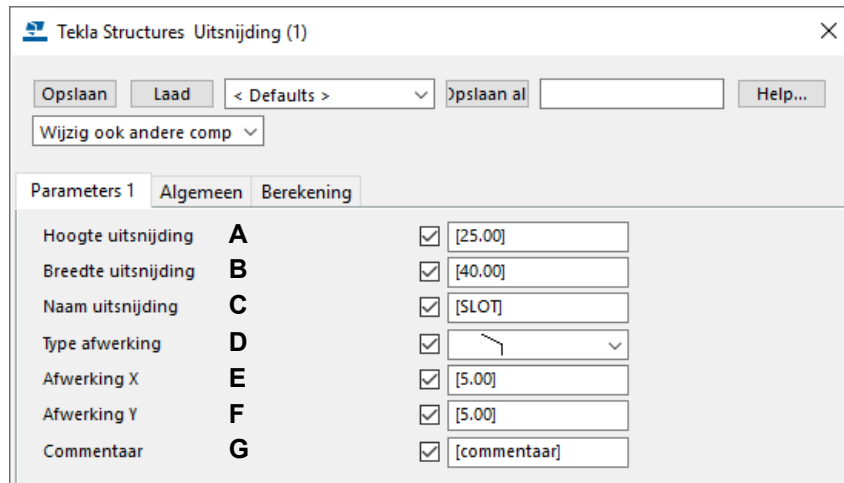 Tekla Structures Uitsnijding (1)
Opslaan Laad < Defaults > Opslaan al Help...
Wijzig ook andere comp
Parameters 1 Algemeen Berekening
Hoogte uitsnijding A [25.00]
Breedte uitsnijding B [40.00]
Naam uitsnijding C [SLOT]
Type afwerking D
Afwerking X E [5.00]
Afwerking Y F [5.00]
Commentaar G [commentaar]